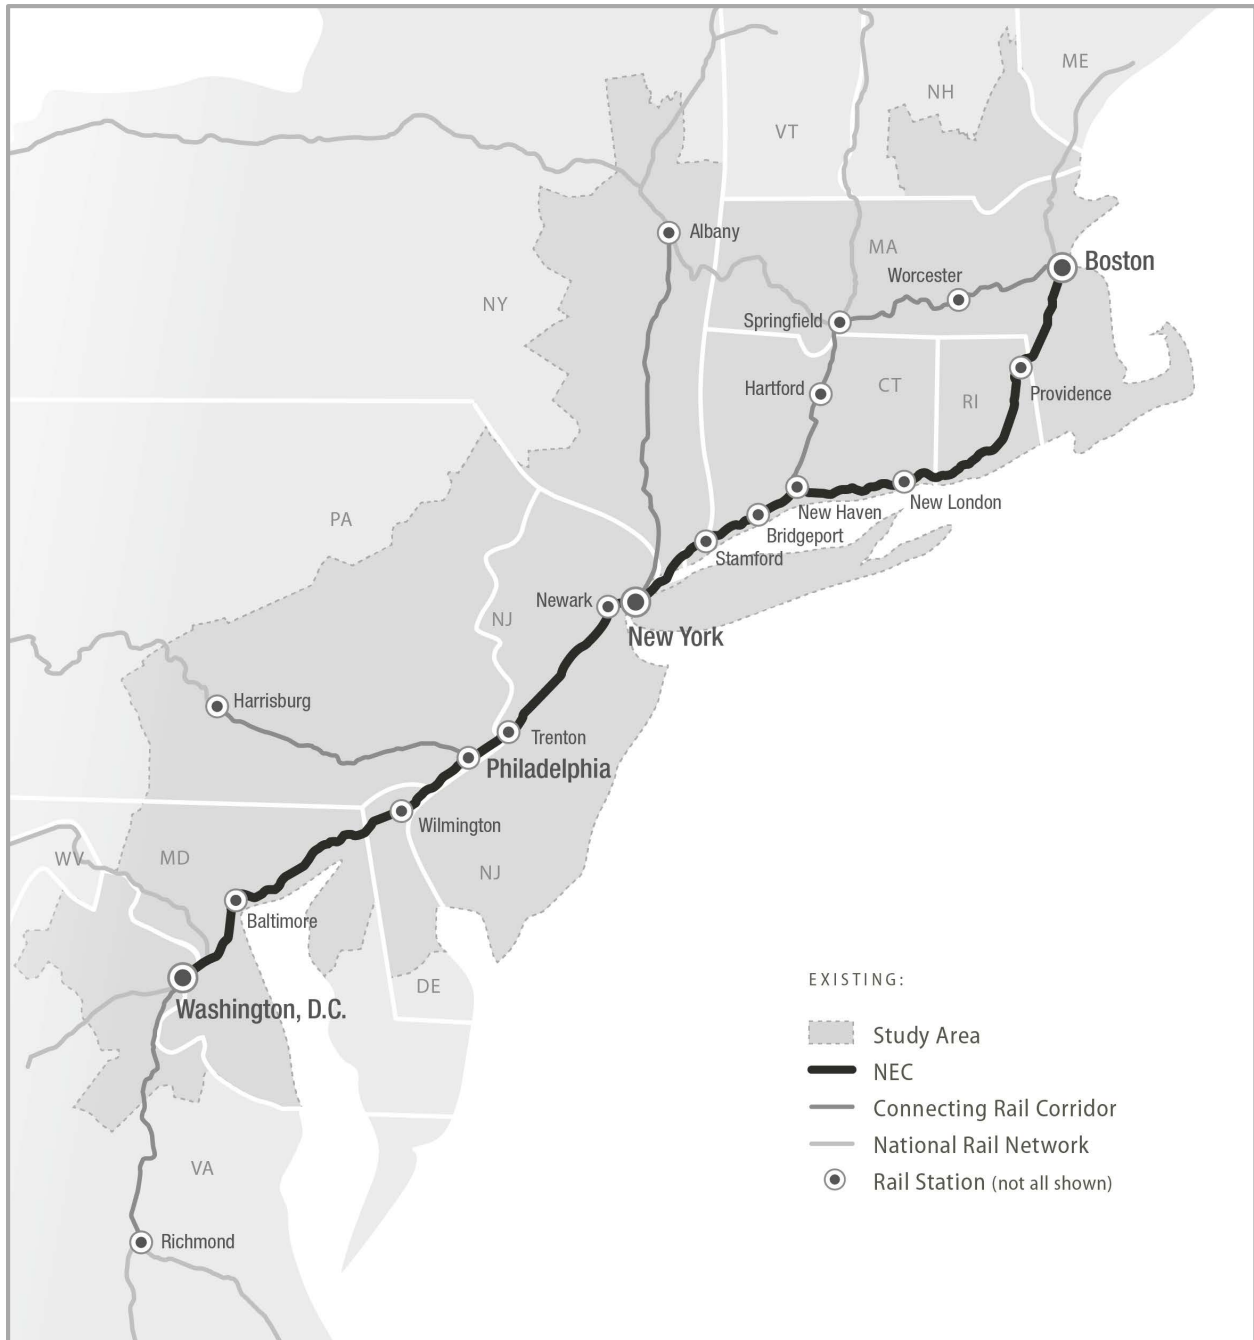 ME
NH
VT
Albany
MA
Boston
Worcester
NY
Springfield
Hartford
CT
RI
Providence
New Haven
New London
PA
Bridgeport
Stamford
Newark
NJ
New York
Harrisburg
Trenton
Philadelphia
Wilmington
WV
MD
NJ
Baltimore
DE
Washington, D.C.
VA
Richmond
EXISTING:
Study Area
NEC
Connecting Rail Corridor
National Rail Network
Rail Station (not all shown)